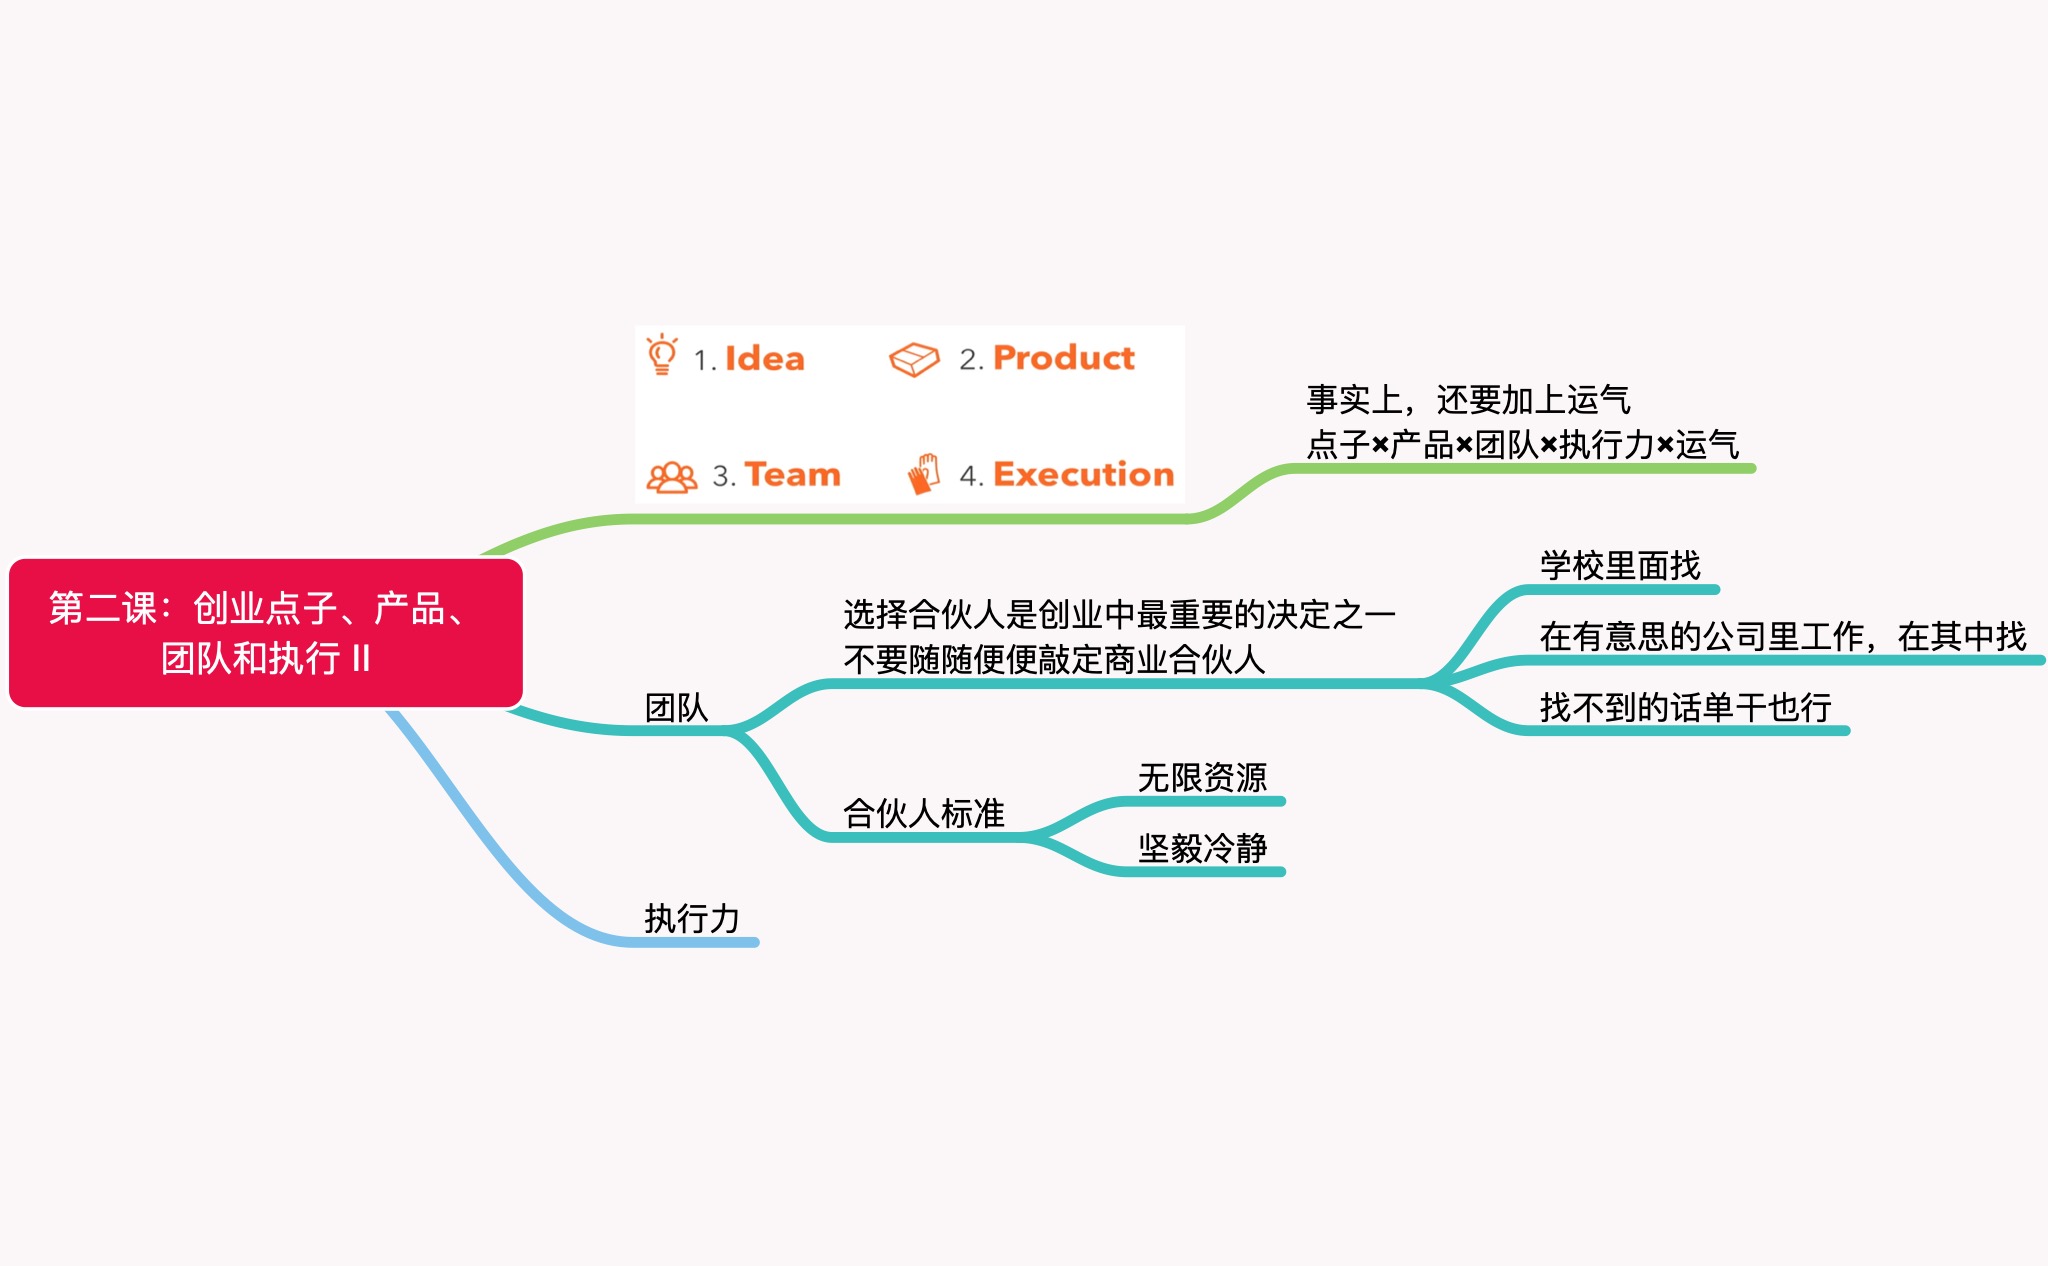 第二课：创业点子、产品、
团队和执行 II
1. Idea
2. Product
3. Team
4. Execution
事实上，还要加上运气
点子✖产品✖团队✖执行力✖运气
团队
选择合伙人是创业中最重要的决定之一
不要随随便便敲定商业合伙人
学校里面找
在有意思的公司里工作，在其中找
找不到的话单干也行
合伙人标准
无限资源
坚毅冷静
执行力